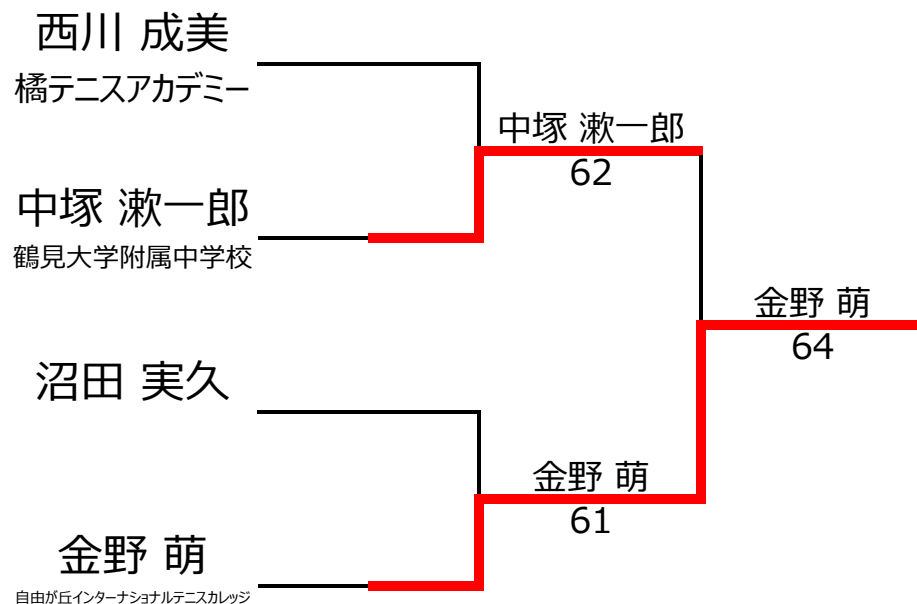 西川 成美
橘テニスアカデミー
中塚 漱一郎
62
中塚 漱一郎
鶴見大学附属中学校
金野 萌
64
沼田 実久
金野 萌
61
金野 萌
自由が丘インターナショナルテニスカレッジ